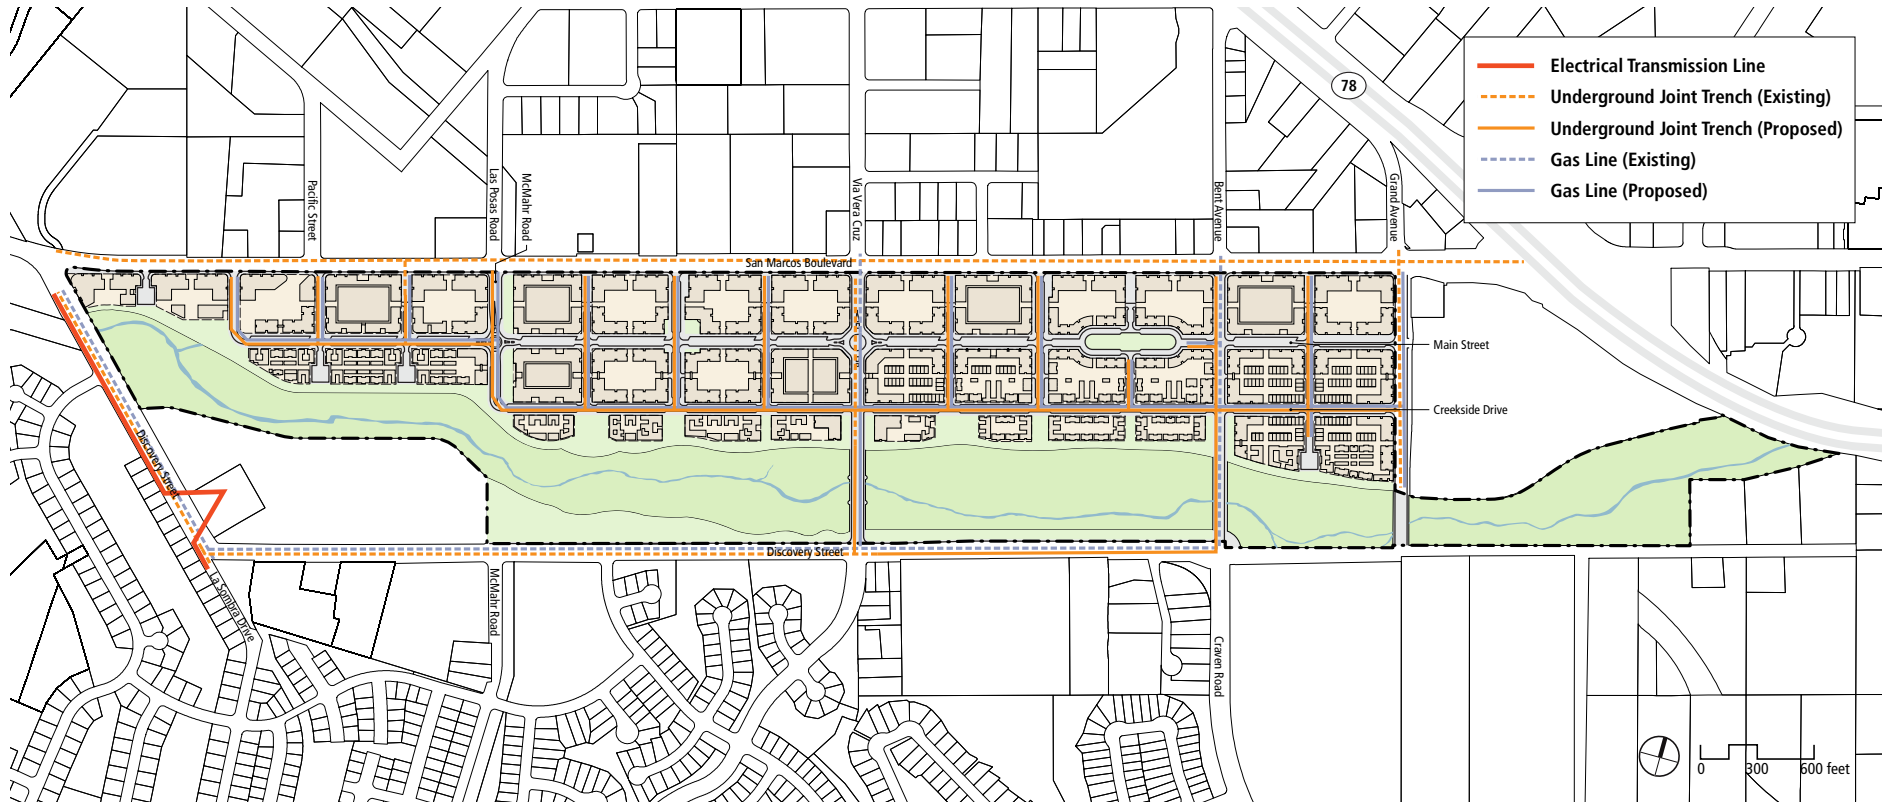 78
Electrical Transmission Line
Underground Joint Trench (Existing)
Underground Joint Trench (Proposed)
Gas Line (Existing)
Gas Line (Proposed)
Pacific Street
Las Posas Road
McMahr Road
Via Vera Cruz
Bent Avenue
Grand Avenue
San Marcos Boulevard
Main Street
Creekside Drive
Discovery Street
Discovery Street
La Sombra Drive
McMahr Road
Craven Road
0 300 600 feet